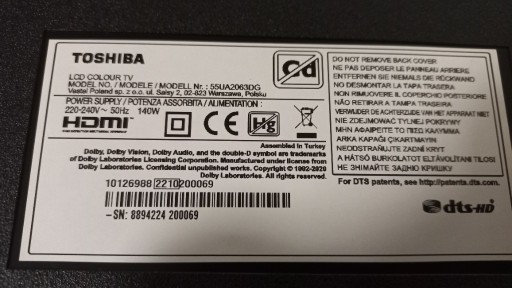 TOSHIBA
LCD COLOUR TV
MODEL NO. / MODELE / MODELL Nr. : 55UA2063DG
Vestel Poland sp. z o.o. ul. Salsy 2, 02-823 Warszawa, Polska
POWER SUPPLY / POTENZA ASSORBITA / ALIMENTATION :
220-240V~ 50Hz 140W
HDMI
CE
Hg
Cd
Assembled in Turkey
Dolby, Dolby Vision, Dolby Audio, and the double-D symbol are trademarks
of Dolby Laboratories Licensing Corporation. Manufactured under license from
Dolby Laboratories. Confidential unpublished works. Copyright © 1992-2020
Dolby Laboratories. All rights reserved.
10126988 2210200069
-SN: 8894224 200069
DO NOT REMOVE BACK COVER
NE PAS DEPOSER LE PANNEAU ARRIERE
ENTFERNEN SIE NIEMALS DIE RÜCKWAND
NO DESMONTAR LA TAPA TRASERA
NON RIMUOVERE IL COPERCHIO POSTERIORE
NÃO RETIRAR A TAMPA TRASEIRA
VERWIJDER DE ACHTERZIJDE VAN HET APPARAAT NIET
NIE ZDEJMOWAĆ TYLNEJ POKRYWY
ΜΗΝ ΑΦΑΙΡΕΙΤΕ ΤΟ ΠΙΣΩ ΚΑΛΥΜΜΑ
ARKA KAPAĞI ÇIKARTMAYIN
NEODSTRAŇUJTE ZADNÍ KRYT
A HÁTSÓ BURKOLATOT ELTÁVOLÍTANI TILOS!
НЕ ЗНІМАЙТЕ ЗАДНЮ КРИШКУ
For DTS patents, see http://patents.dts.com.
dts-HD